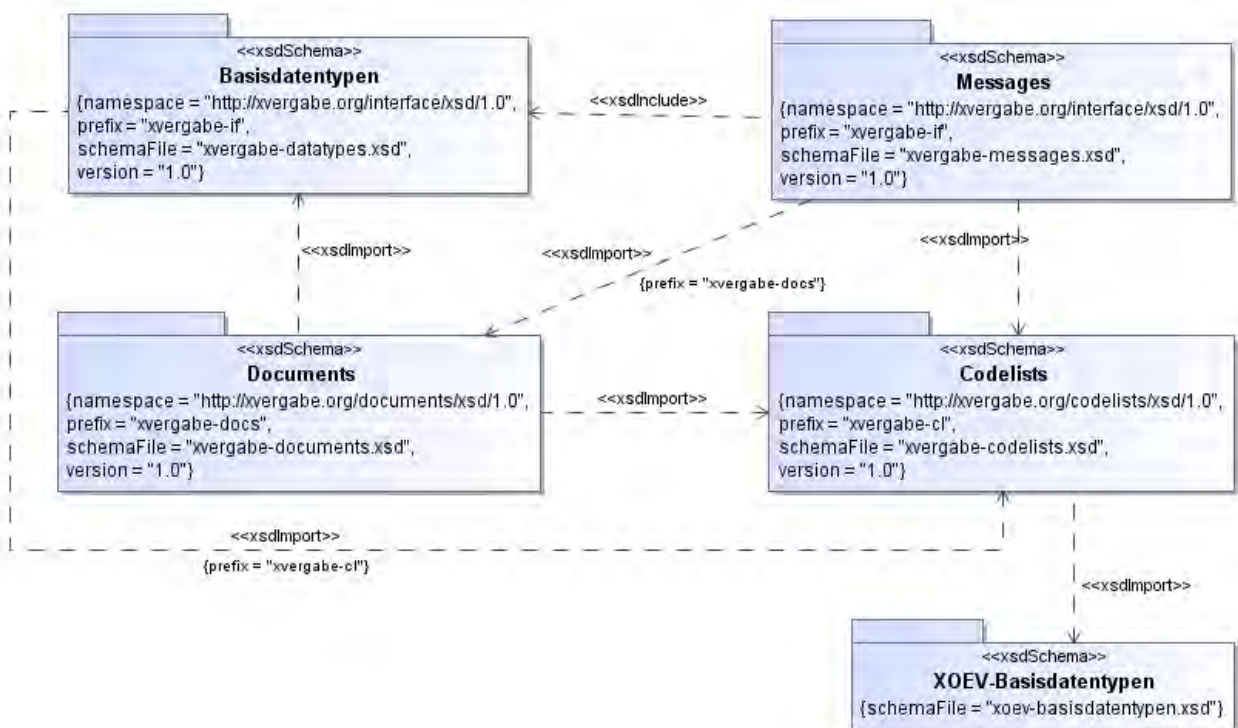 <<xsdSchema>>
Basisdatentypen
{namespace = "http://xvergabe.org/interface/xsd/1.0",
prefix = "xvergabe-if",
schemaFile = "xvergabe-datatypes.xsd",
version = "1.0"}
<<xsdInclude>>
<<xsdSchema>>
Messages
{namespace = "http://xvergabe.org/interface/xsd/1.0",
prefix = "xvergabe-if",
schemaFile = "xvergabe-messages.xsd",
version = "1.0"}
<<xsdImport>>
<<xsdImport>>
{prefix = "xvergabe-docs"}
<<xsdImport>>
<<xsdSchema>>
Documents
{namespace = "http://xvergabe.org/documents/xsd/1.0",
prefix = "xvergabe-docs",
schemaFile = "xvergabe-documents.xsd",
version = "1.0"}
<<xsdImport>>
<<xsdSchema>>
Codelists
{namespace = "http://xvergabe.org/codelists/xsd/1.0",
prefix = "xvergabe-cl",
schemaFile = "xvergabe-codelists.xsd",
version = "1.0"}
<<xsdImport>>
{prefix = "xvergabe-cl"}
<<xsdImport>>
<<xsdSchema>>
XOEV-Basisdatentypen
{schemaFile = "xoev-basisdatentypen.xsd"}